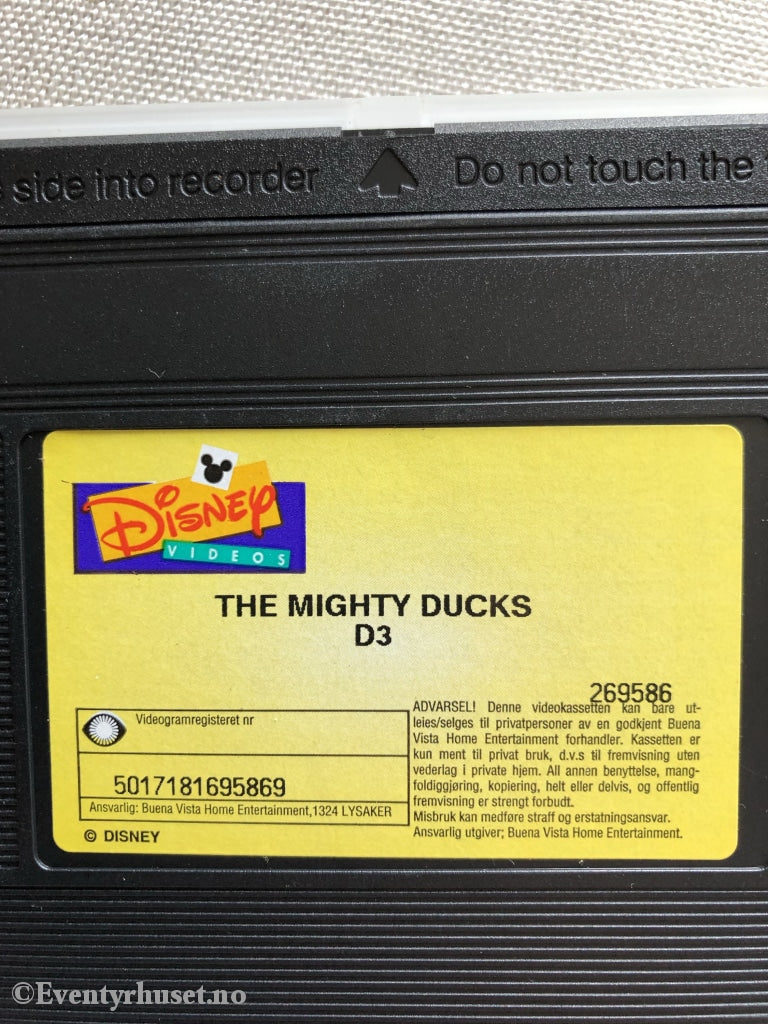 side into recorder Do not touch the
DISNEY
VIDEOS
THE MIGHTY DUCKS
D3
269586
Videogramregisteret nr
5017181695869
Ansvarlig: Buena Vista Home Entertainment,1324 LYSAKER
© DISNEY
ADVARSEL! Denne videokassetten kan bare ut-
leies/selges til privatpersoner av en godkjent Buena
Vista Home Entertainment forhandler. Kassetten er
kun ment til privat bruk, d.v.s til fremvisning uten
vederlag i private hjem. All annen benyttelse, mang-
foldiggjøring, kopiering, helt eller delvis, og offentlig
fremvisning er strengt forbudt.
Misbruk kan medføre straff og erstatningsansvar.
Ansvarlig utgiver; Buena Vista Home Entertainment.
©Eventyrhuset.no